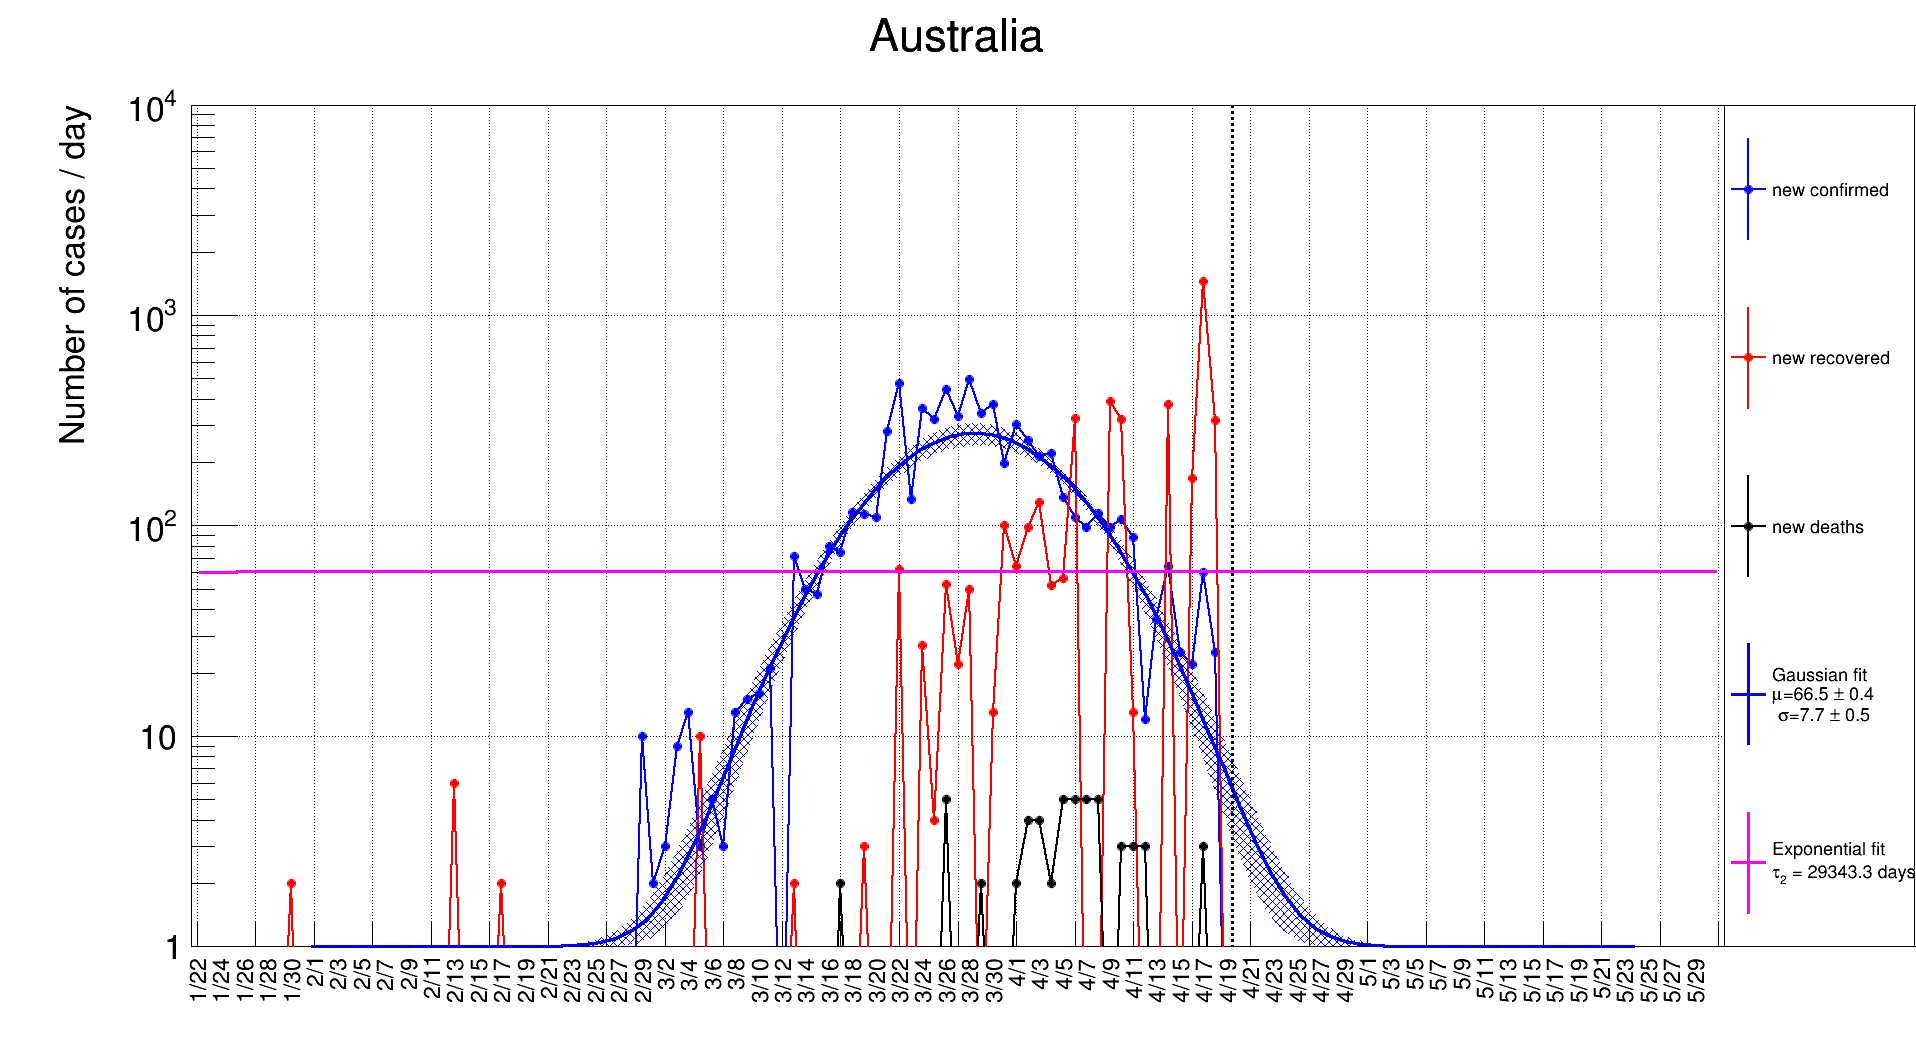 Australia
Number of cases / day
10^4
10^3
10^2
10
1
1/22 1/24 1/26 1/28 1/30 2/1 2/3 2/5 2/7 2/9 2/11 2/13 2/15 2/17 2/19 2/21 2/23 2/25 2/27 2/29 3/2 3/4 3/6 3/8 3/10 3/12 3/14 3/16 3/18 3/20 3/22 3/24 3/26 3/28 3/30 4/1 4/3 4/5 4/7 4/9 4/11 4/13 4/15 4/17 4/19 4/21 4/23 4/25 4/27 4/29 5/1 5/3 5/5 5/7 5/9 5/11 5/13 5/15 5/17 5/19 5/21 5/23 5/25 5/27 5/29
new confirmed
new recovered
new deaths
Gaussian fit
μ=66.5 ± 0.4
σ=7.7 ± 0.5
Exponential fit
τ₂ = 29343.3 days